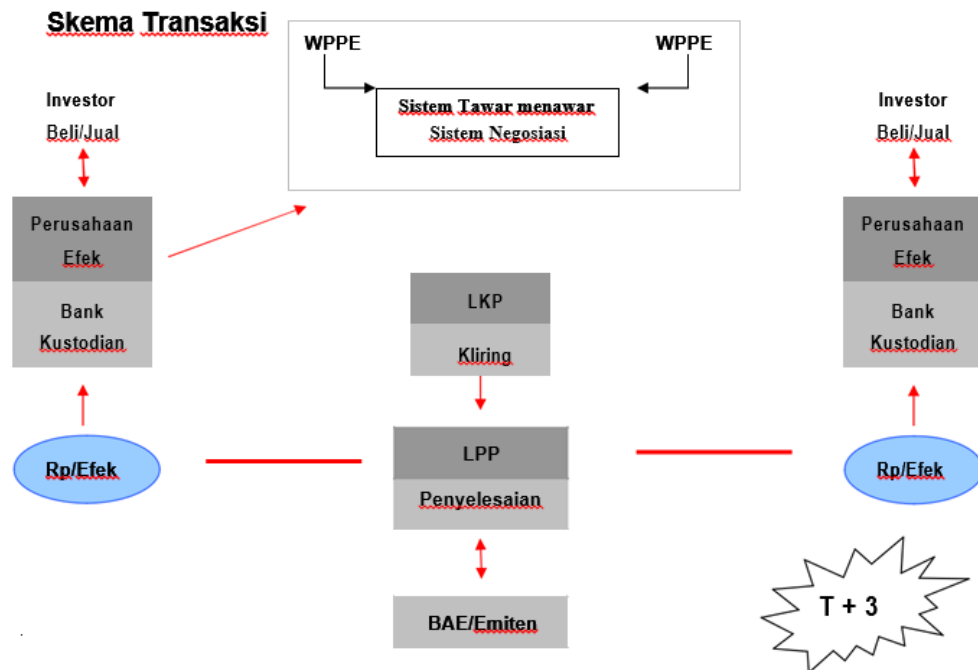 Skema Transaksi
WPPE
WPPE
Sistem Tawar menawar
Sistem Negosiasi
Investor
Beli/Jual
Investor
Beli/Jual
Perusahaan
Efek
Bank
Kustodian
Perusahaan
Efek
Bank
Kustodian
LKP
Kliring
LPP
Penyelesaian
Rp/Efek
Rp/Efek
BAE/Emiten
T + 3